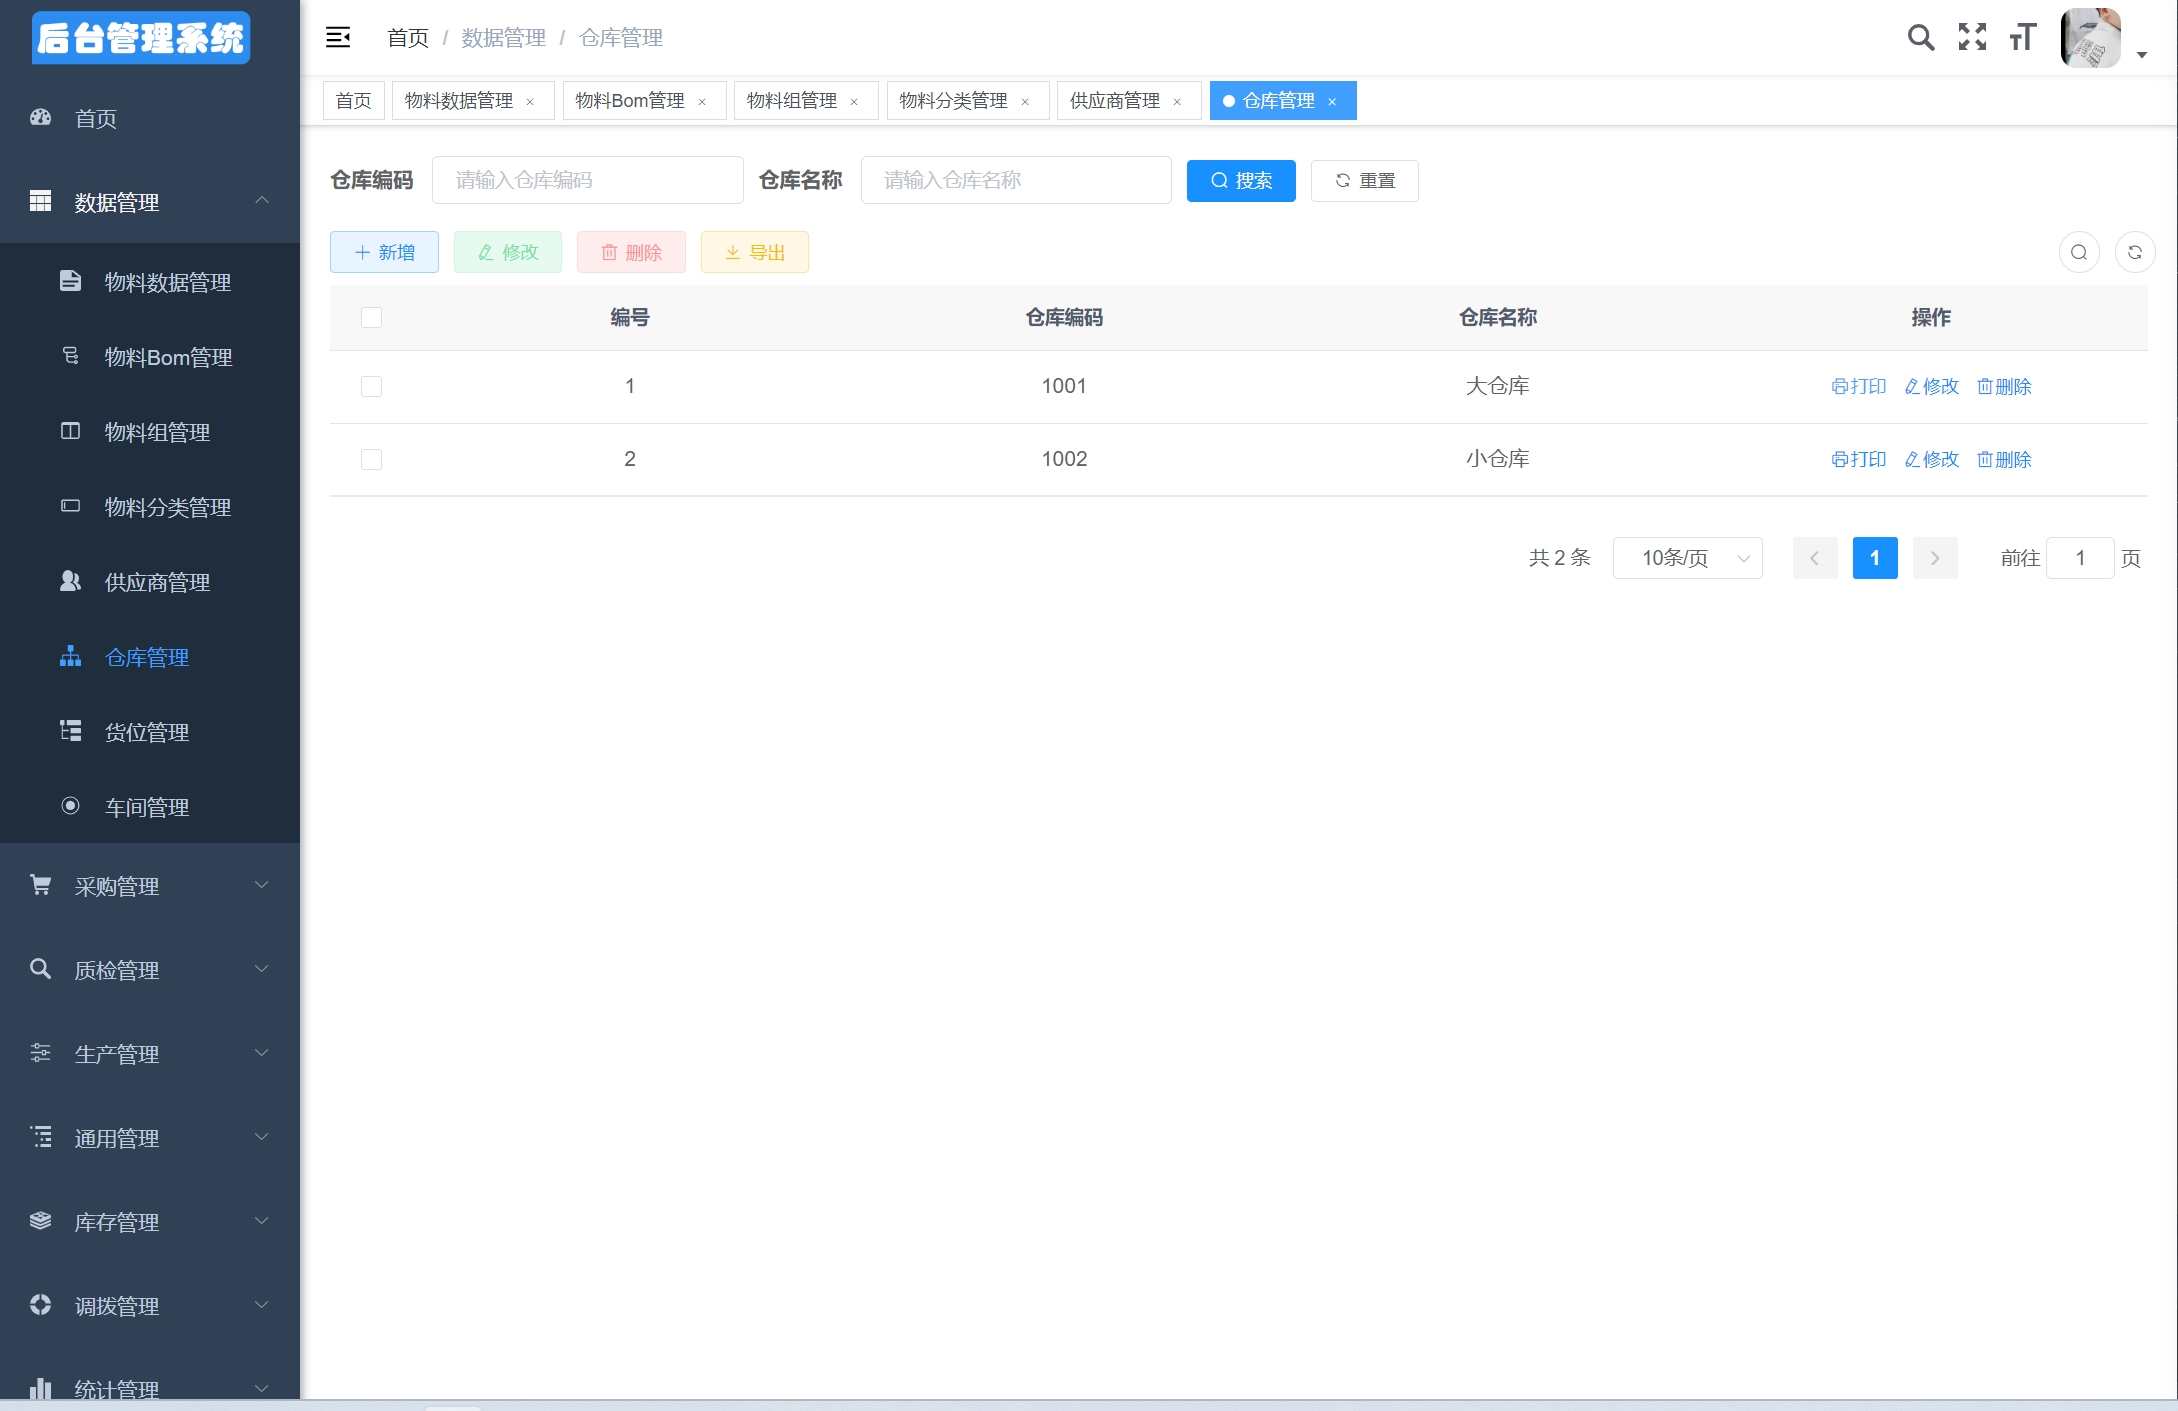 后台管理系统
首页
数据管理
物料数据管理
物料Bom管理
物料组管理
物料分类管理
供应商管理
仓库管理
货位管理
车间管理
采购管理
质检管理
生产管理
通用管理
库存管理
调拨管理
统计管理
首页 / 数据管理 / 仓库管理
首页 物料数据管理 × 物料Bom管理 × 物料组管理 × 物料分类管理 × 供应商管理 × 仓库管理 ×
仓库编码 请输入仓库编码 仓库名称 请输入仓库名称 搜索 重置
新增 修改 删除 导出
编号 仓库编码 仓库名称 操作
1 1001 大仓库 打印 修改 删除
2 1002 小仓库 打印 修改 删除
共 2 条 10条/页 1 前往 1 页